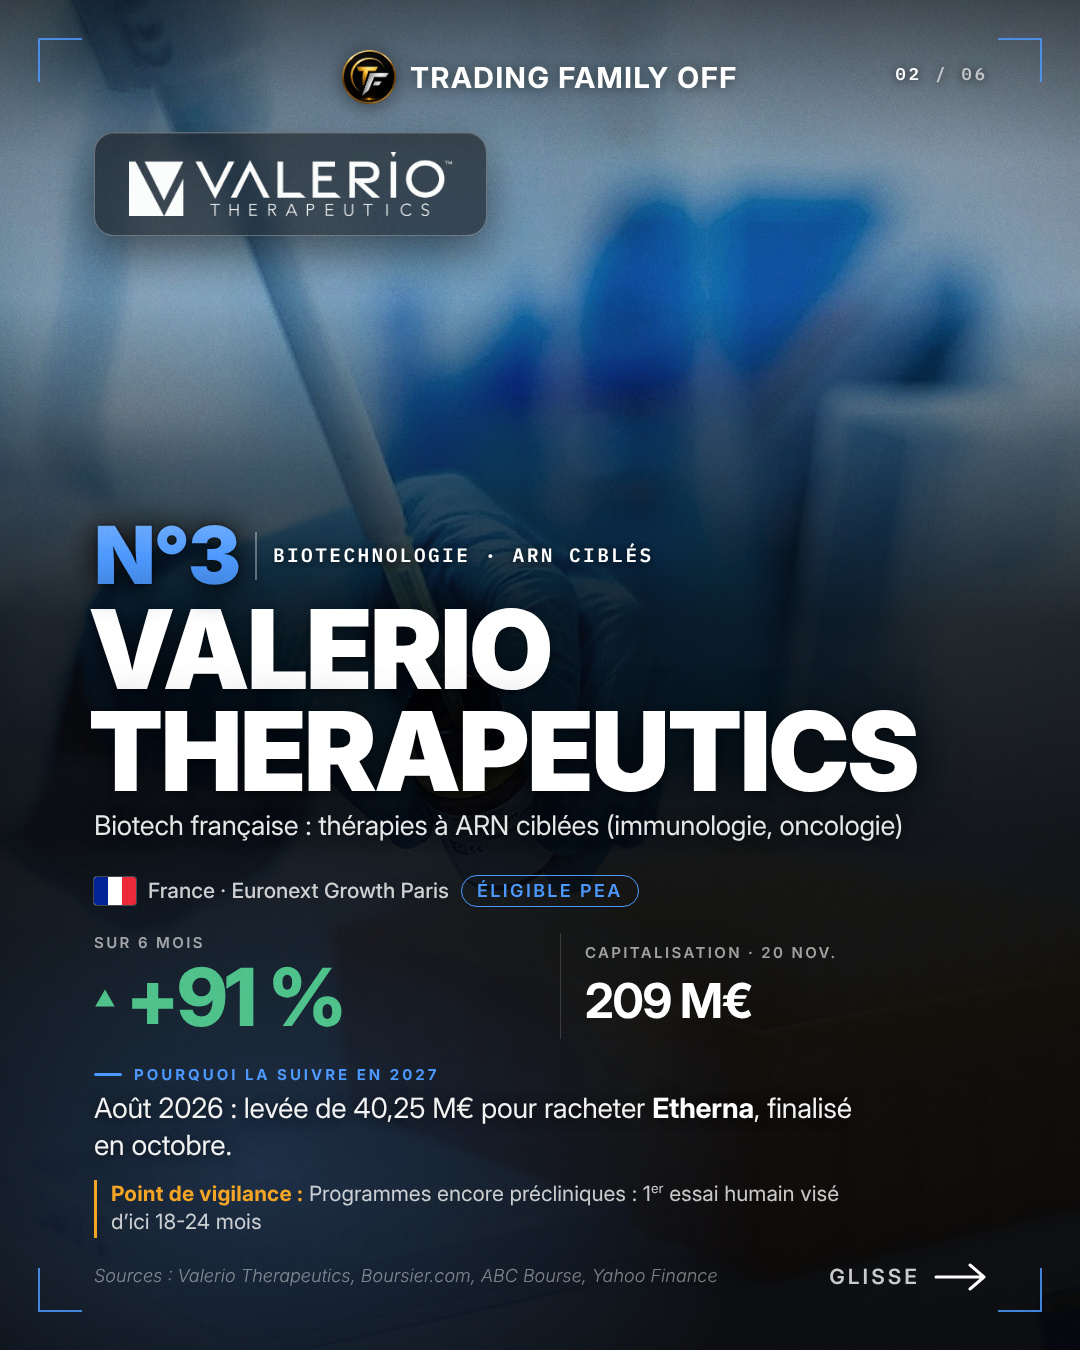 TRADING FAMILY OFF
02 / 06
VALERIO™
THERAPEUTICS
N°3
BIOTECHNOLOGIE · ARN CIBLÉS
VALERIO
THERAPEUTICS
Biotech française : thérapies à ARN ciblées (immunologie, oncologie)
France · Euronext Growth Paris
ÉLIGIBLE PEA
SUR 6 MOIS
▲ +91 %
CAPITALISATION · 20 NOV.
209 M€
POURQUOI LA SUIVRE EN 2027
Août 2026 : levée de 40,25 M€ pour racheter Etherna, finalisé
en octobre.
Point de vigilance : Programmes encore précliniques : 1er essai humain visé
d’ici 18-24 mois
Sources : Valerio Therapeutics, Boursier.com, ABC Bourse, Yahoo Finance
GLISSE